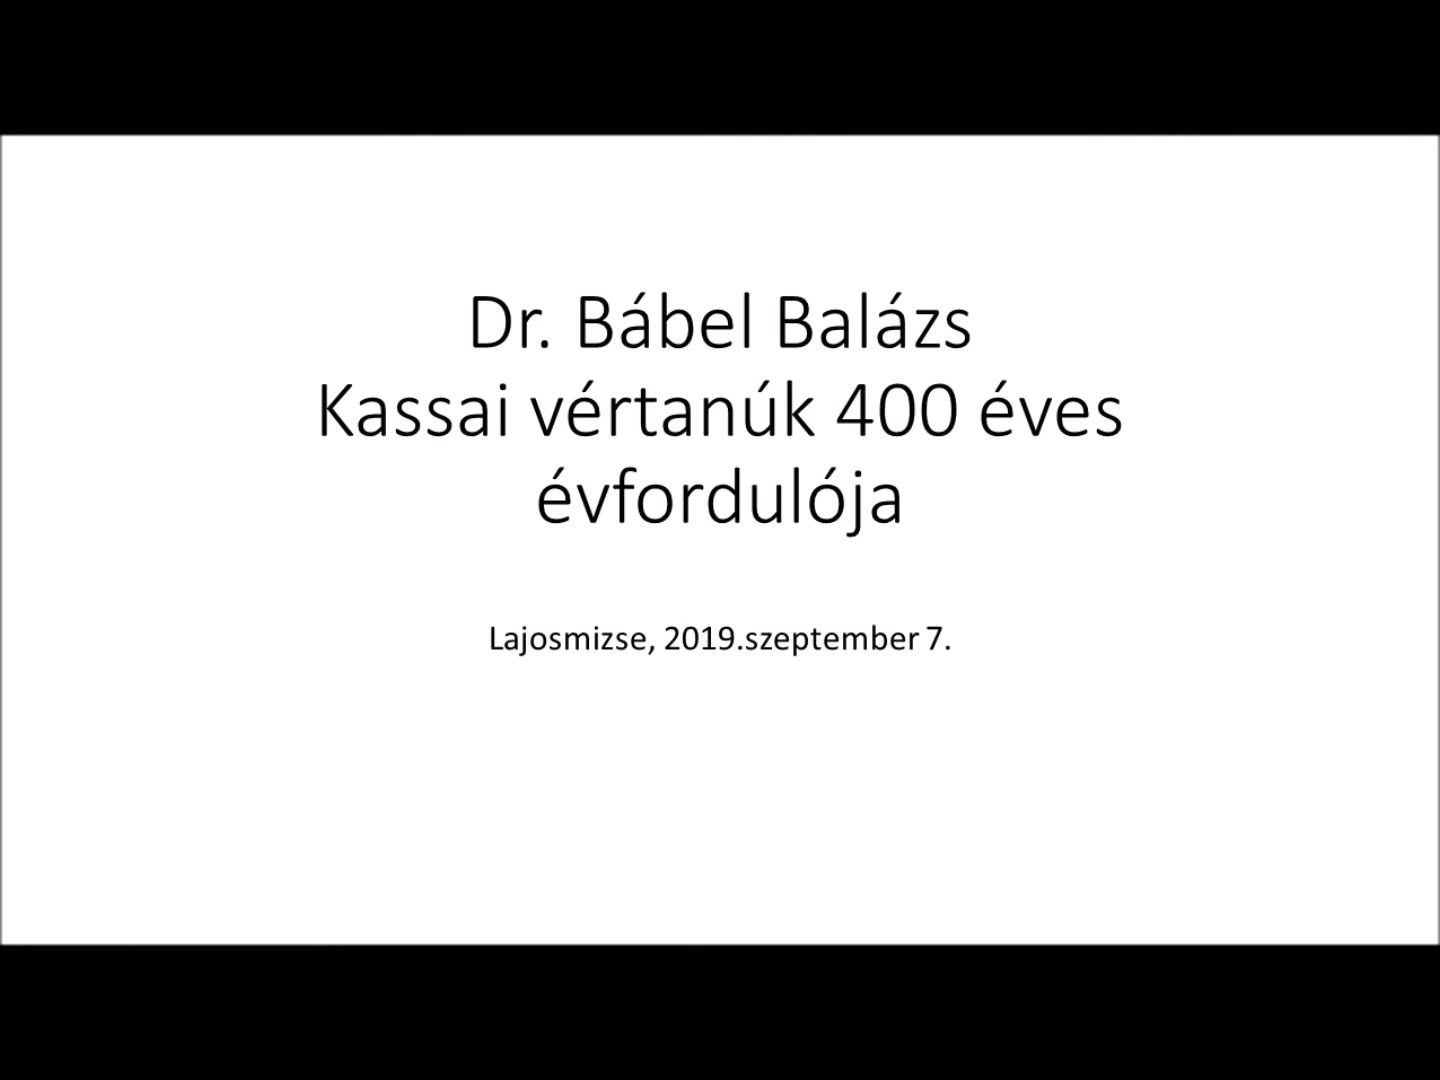 Dr. Bábel Balázs
Kassai vértanúk 400 éves
évfordulója
Lajosmizse, 2019.szeptember 7.